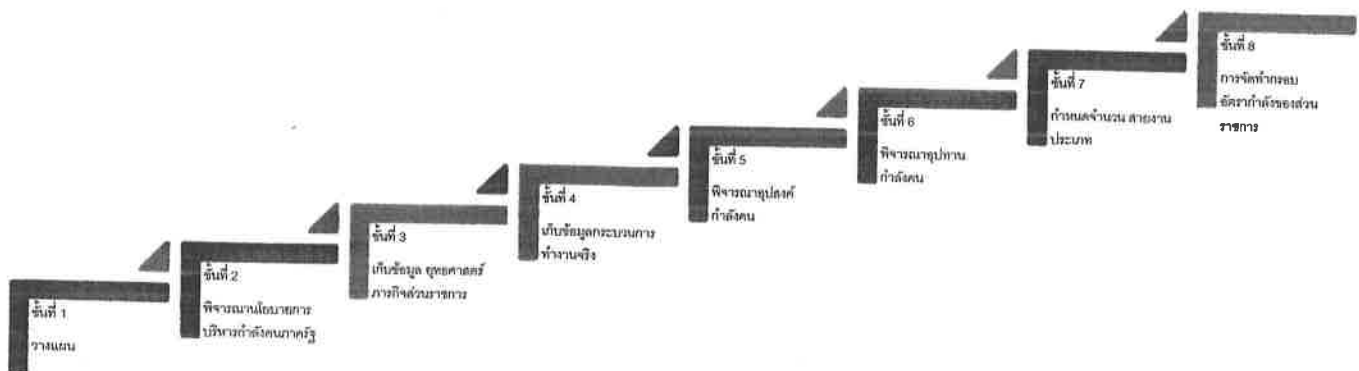 ขั้นที่ 1
วางแผน
ขั้นที่ 2
พิจารณานโยบายการ
บริหารกำลังคนภาครัฐ
ขั้นที่ 3
เก็บข้อมูล ยุทธศาสตร์
ภารกิจส่วนราชการ
ขั้นที่ 4
เก็บข้อมูลกระบวนการ
ทำงานจริง
ขั้นที่ 5
พิจารณาอุปสงค์
กำลังคน
ขั้นที่ 6
พิจารณาอุปทาน
กำลังคน
ขั้นที่ 7
กำหนดจำนวน สายงาน
ประเภท
ขั้นที่ 8
การจัดทำกรอบ
อัตรากำลังของส่วน
ราชการ